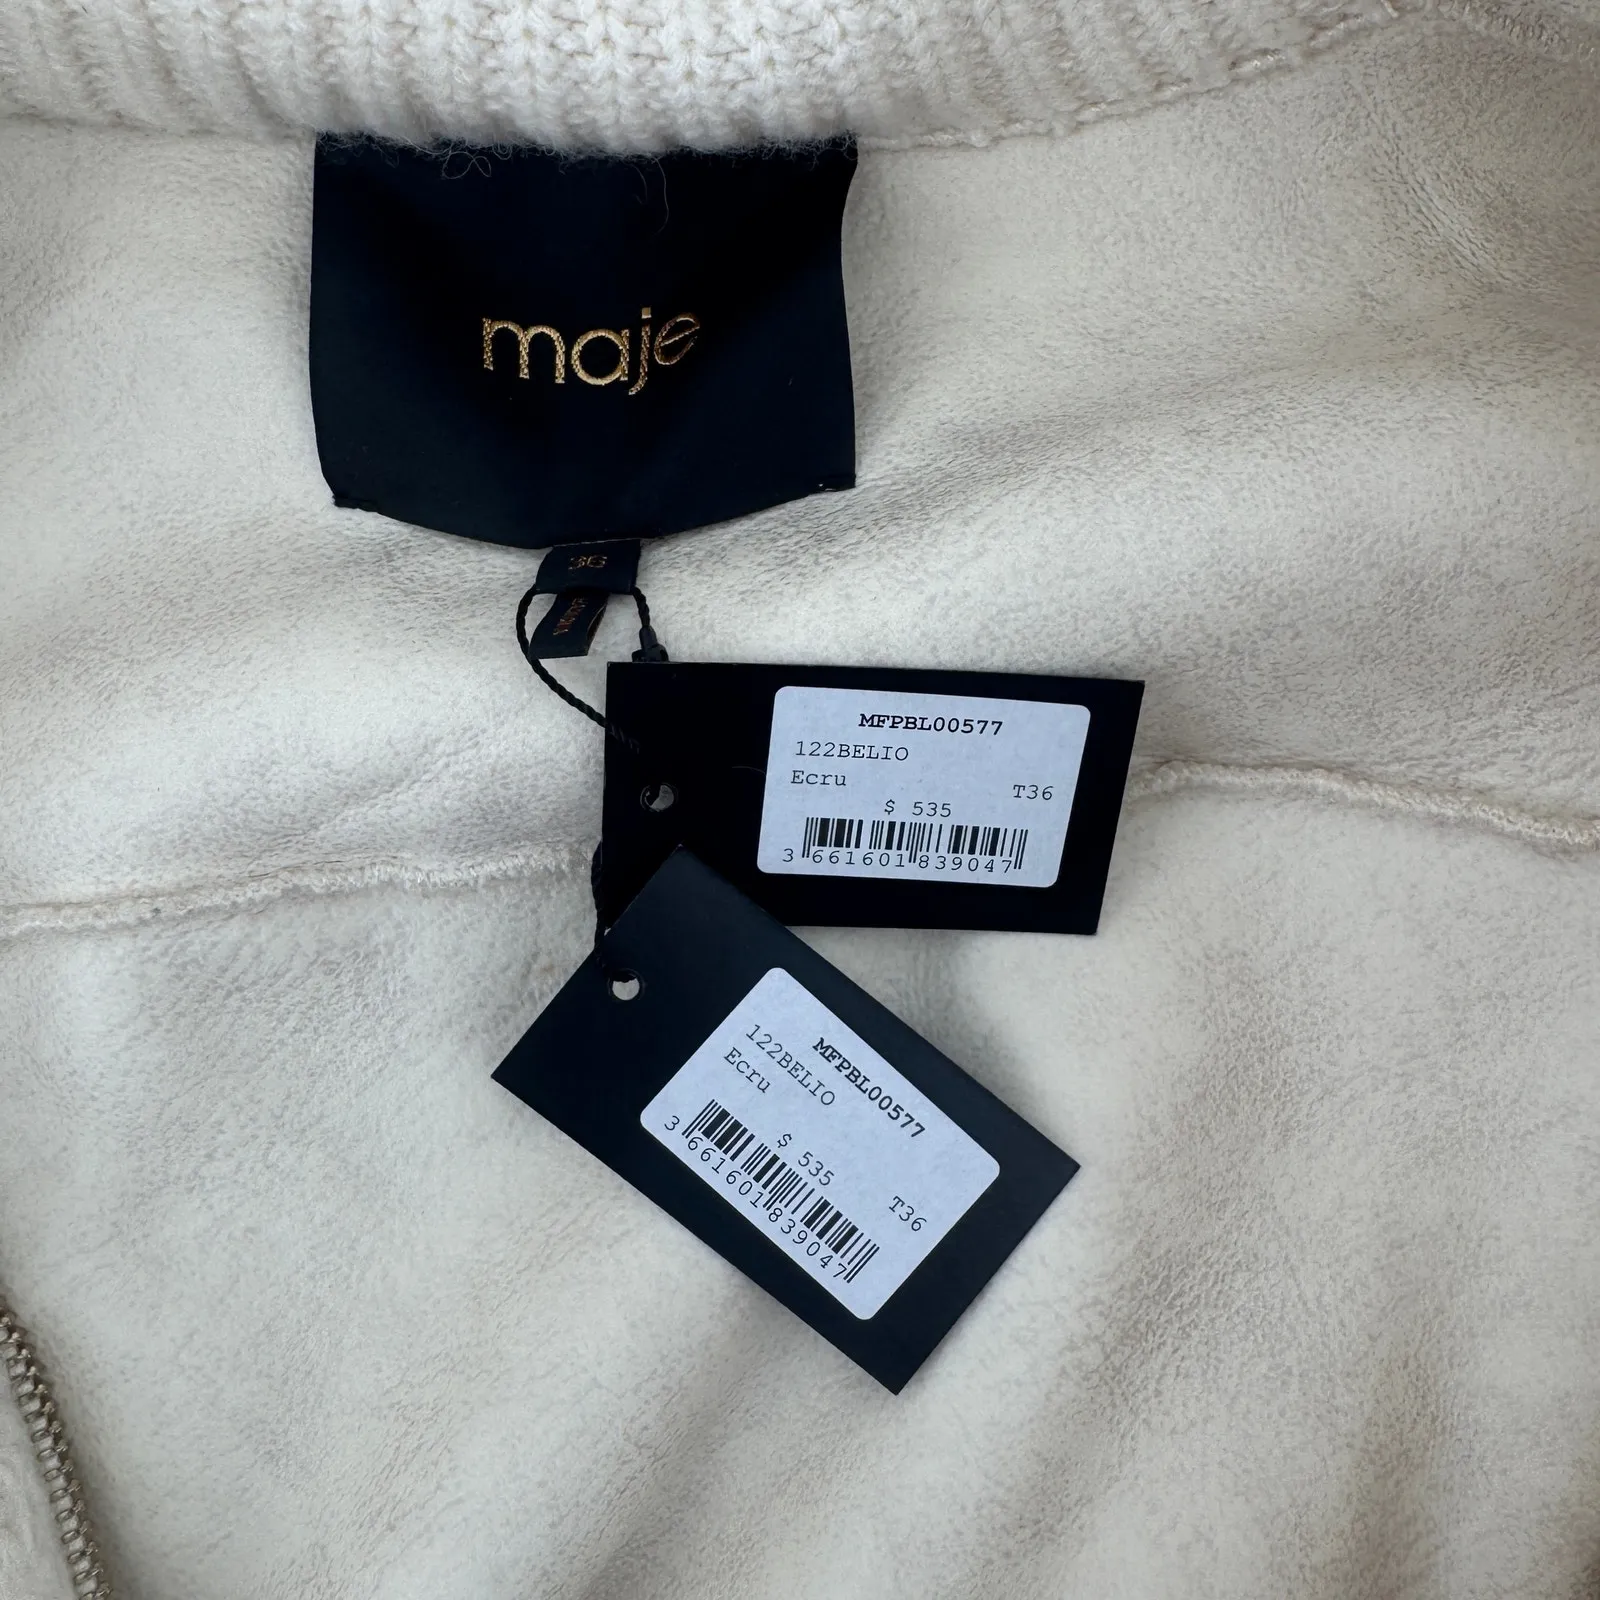 maje
36
MFPBL00577
122BELIO
Ecru
T36
$ 535
3 661601 839047
MFPBL00577
122BELIO
Ecru
$ 535
T36
3 661601 839047